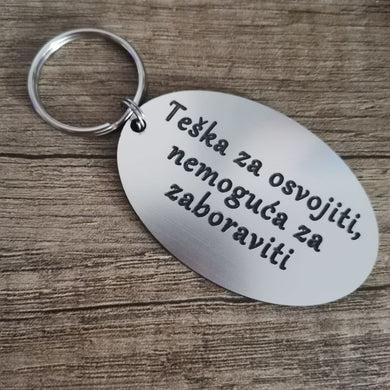 Teška za osvojiti,
nemoguća za
zaboraviti